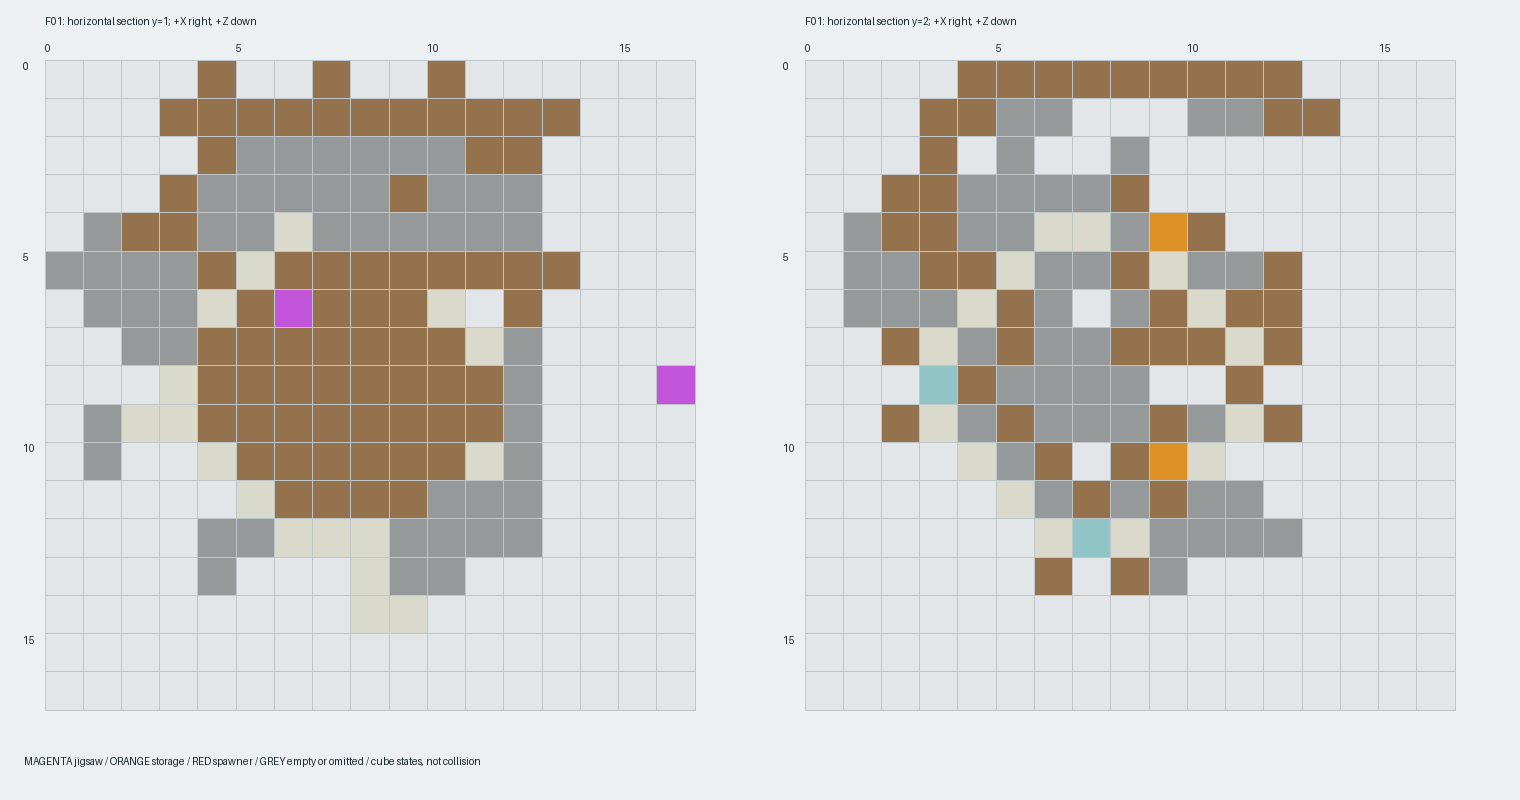 F01: horizontal section y=1; +X right, +Z down
F01: horizontal section y=2; +X right, +Z down
0 5 10 15
0 5 10 15
0
0
5
5
10
10
15
15
MAGENTA jigsaw / ORANGE storage / RED spawner / GREY empty or omitted / cube states, not collision